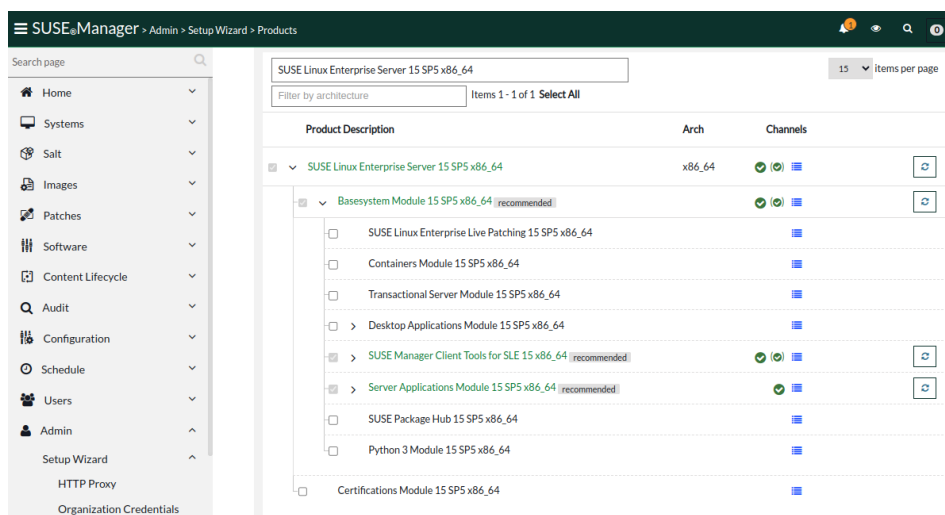 SUSE®Manager > Admin > Setup Wizard > Products
1
0
Search page
Home
Systems
Salt
Images
Patches
Software
Content Lifecycle
Audit
Configuration
Schedule
Users
Admin
Setup Wizard
HTTP Proxy
Organization Credentials
SUSE Linux Enterprise Server 15 SP5 x86_64
15 items per page
Filter by architecture
Items 1 - 1 of 1 Select All
Product Description Arch Channels
SUSE Linux Enterprise Server 15 SP5 x86_64 x86_64
Basesystem Module 15 SP5 x86_64 recommended
SUSE Linux Enterprise Live Patching 15 SP5 x86_64
Containers Module 15 SP5 x86_64
Transactional Server Module 15 SP5 x86_64
Desktop Applications Module 15 SP5 x86_64
SUSE Manager Client Tools for SLE 15 x86_64 recommended
Server Applications Module 15 SP5 x86_64 recommended
SUSE Package Hub 15 SP5 x86_64
Python 3 Module 15 SP5 x86_64
Certifications Module 15 SP5 x86_64